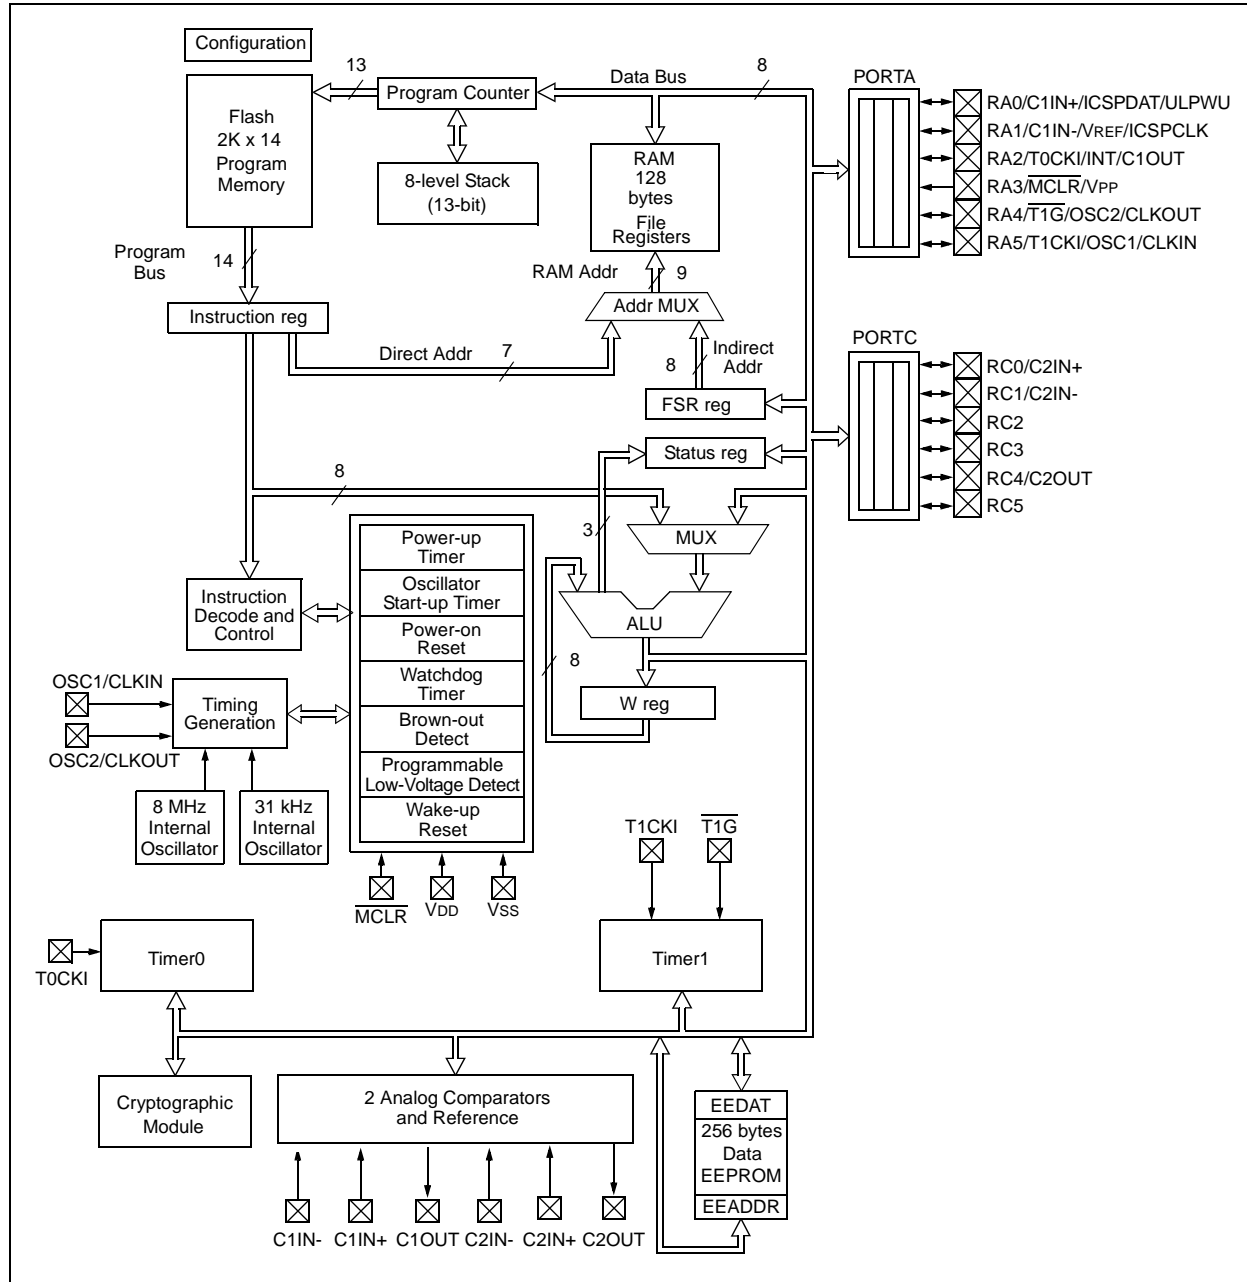 Configuration
13
Data Bus
8
PORTA
Flash
2K x 14
Program
Memory
Program Counter
8-level Stack
(13-bit)
RAM
128
bytes
File
Registers
RA0/C1IN+/ICSPDAT/ULPWU
RA1/C1IN-/VREF/ICSPCLK
RA2/T0CKI/INT/C1OUT
RA3/MCLR/VPP
RA4/T1G/OSC2/CLKOUT
RA5/T1CKI/OSC1/CLKIN
Program
Bus
14
RAM Addr
9
Addr MUX
Instruction reg
Direct Addr
7
8
Indirect
Addr
FSR reg
Status reg
PORTC
RC0/C2IN+
RC1/C2IN-
RC2
RC3
RC4/C2OUT
RC5
8
3
MUX
ALU
8
W reg
Power-up
Timer
Oscillator
Start-up Timer
Power-on
Reset
Watchdog
Timer
Brown-out
Detect
Programmable
Low-Voltage Detect
Wake-up
Reset
Instruction
Decode and
Control
OSC1/CLKIN
OSC2/CLKOUT
Timing
Generation
8 MHz
Internal
Oscillator
31 kHz
Internal
Oscillator
MCLR
VDD
VSS
T1CKI
T1G
T0CKI
Timer0
Timer1
Cryptographic
Module
2 Analog Comparators
and Reference
EEDAT
256 bytes
Data
EEPROM
EEADDR
C1IN-
C1IN+
C1OUT
C2IN-
C2IN+
C2OUT